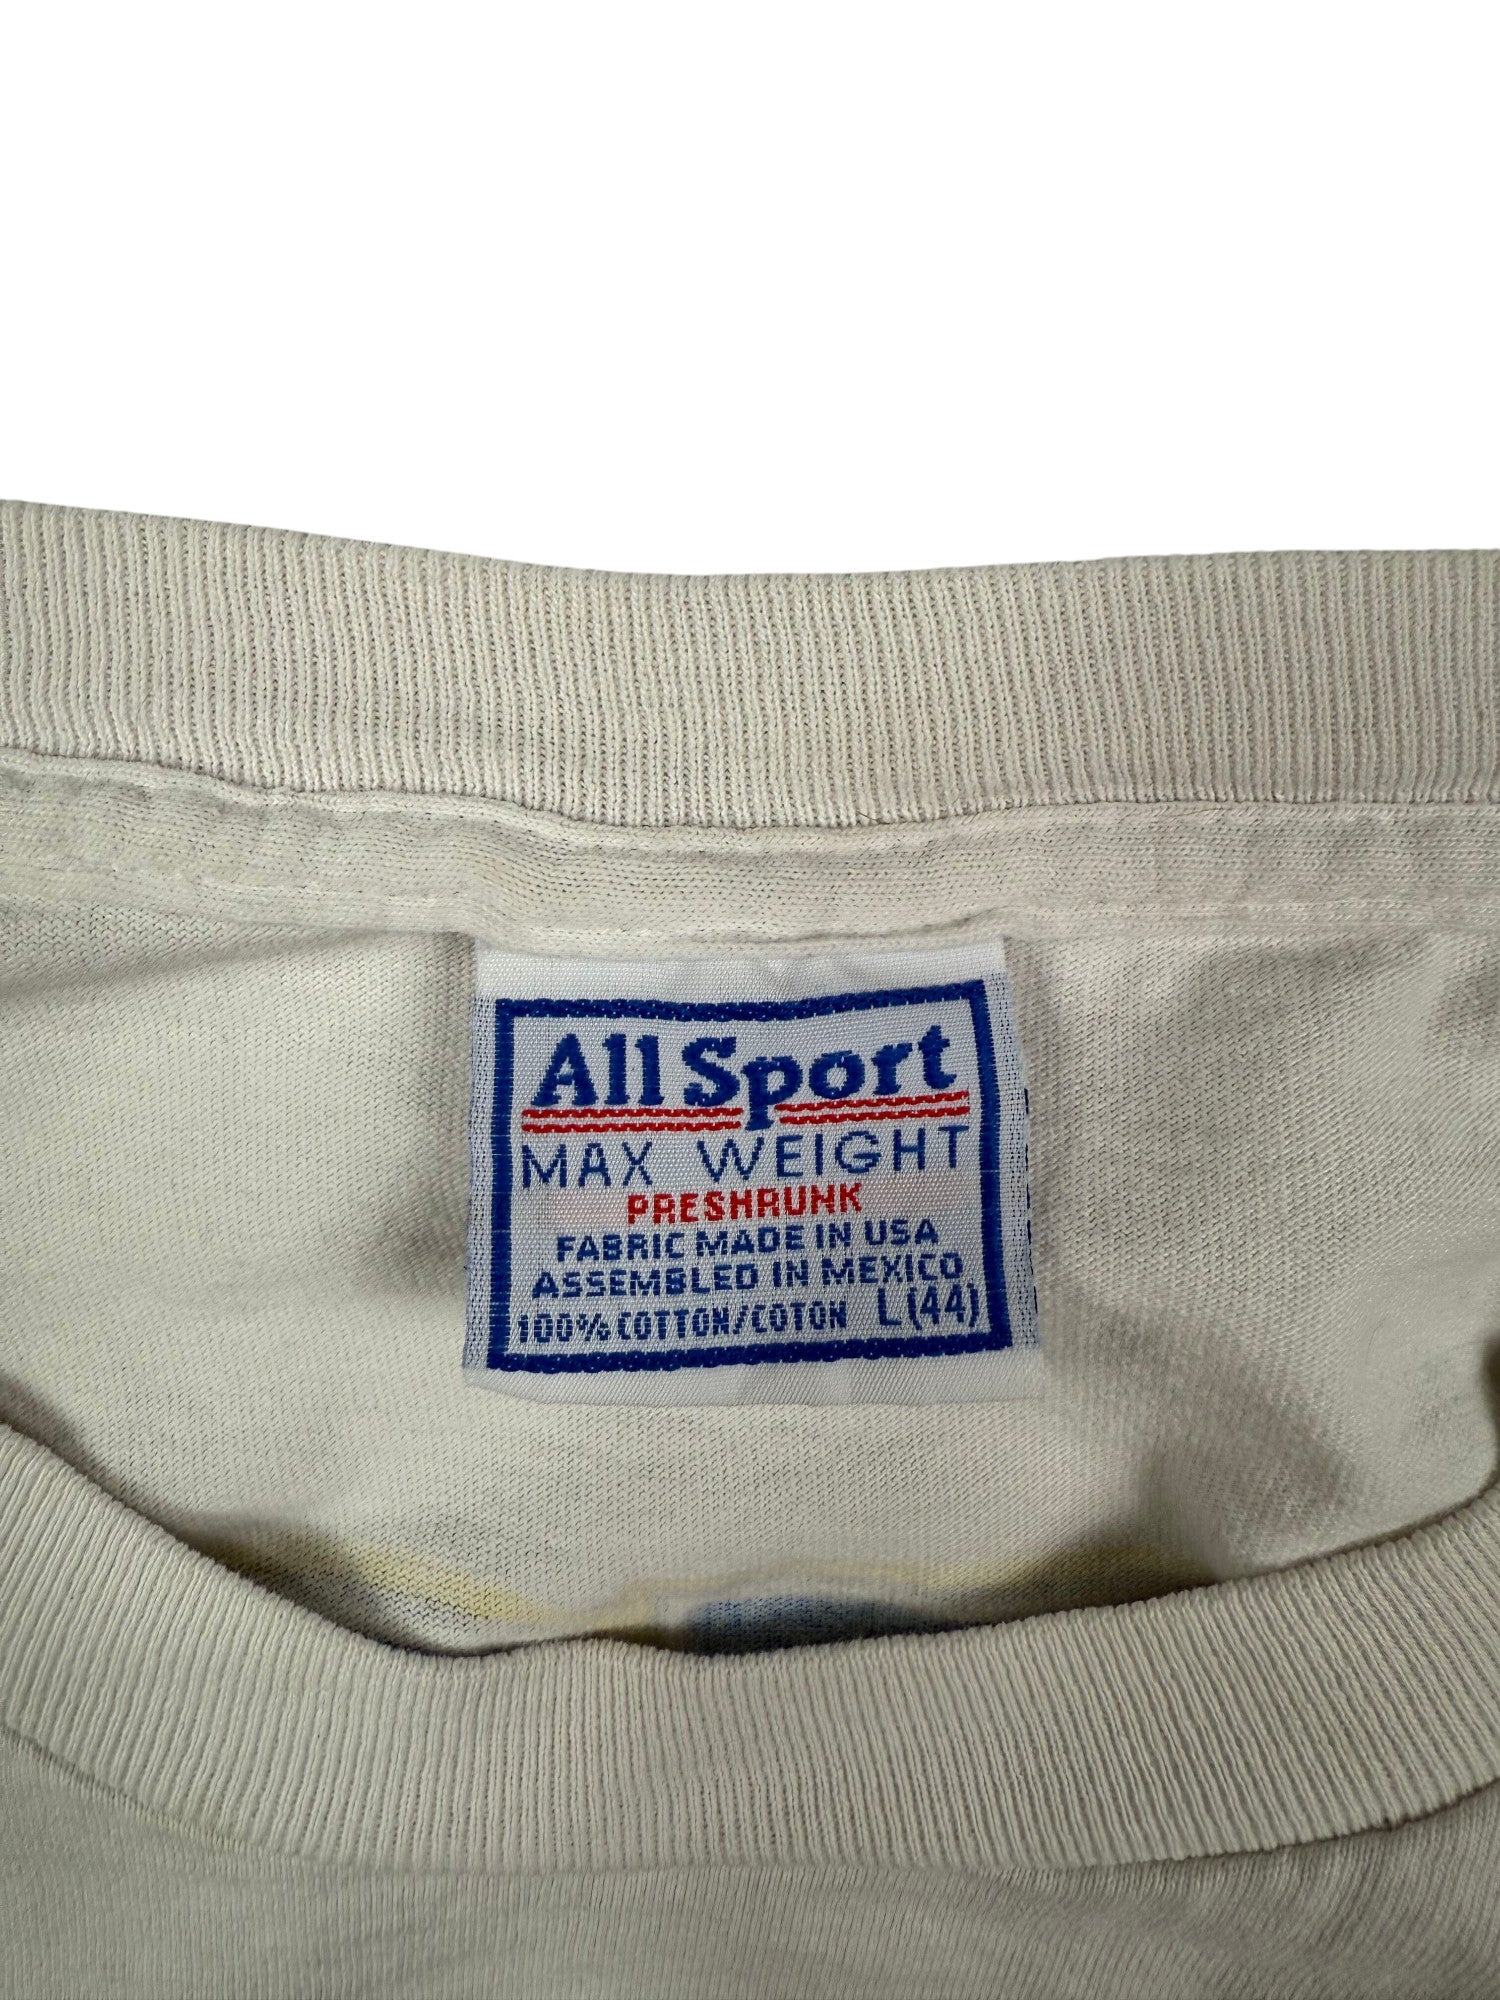 All Sport
MAX WEIGHT
PRESHRUNK
FABRIC MADE IN USA
ASSEMBLED IN MEXICO
100% COTTON/COTON L(44)